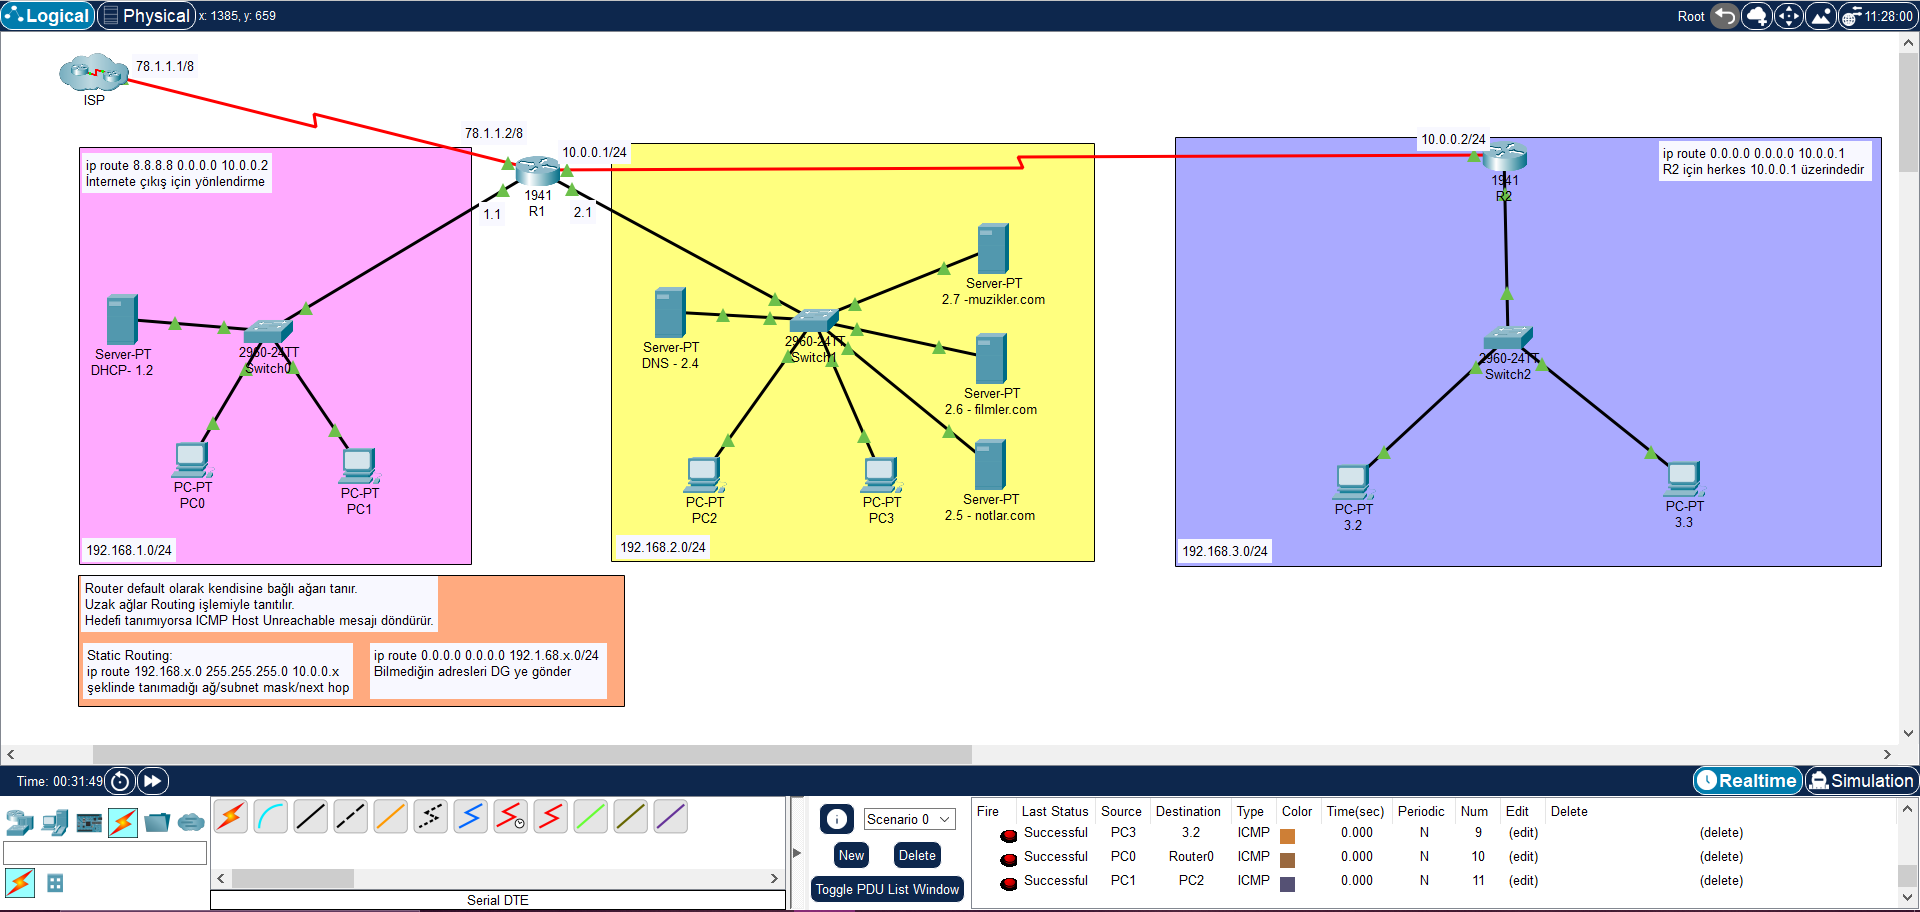 Logical
Physical
x: 1385, y: 659
Root
11:28:00
78.1.1.1/8
ISP
78.1.1.2/8
10.0.0.1/24
1941
R1
1.1
2.1
10.0.0.2/24
1941
R2
ip route 8.8.8.8 0.0.0.0 10.0.0.2
İnternete çıkış için yönlendirme
ip route 0.0.0.0 0.0.0.0 10.0.0.1
R2 için herkes 10.0.0.1 üzerindedir
Server-PT
DHCP- 1.2
2960-24TT
Switch0
PC-PT
PC0
PC-PT
PC1
192.168.1.0/24
Server-PT
DNS - 2.4
2960-24TT
Switch1
Server-PT
2.7 -muzikler.com
Server-PT
2.6 - filmler.com
Server-PT
2.5 - notlar.com
PC-PT
PC2
PC-PT
PC3
192.168.2.0/24
2960-24TT
Switch2
PC-PT
3.2
PC-PT
3.3
192.168.3.0/24
Router default olarak kendisine bağlı ağarı tanır.
Uzak ağlar Routing işlemiyle tanıtılır.
Hedefi tanımıyorsa ICMP Host Unreachable mesajı döndürür.
Static Routing:
ip route 192.168.x.0 255.255.255.0 10.0.0.x
şeklinde tanımadığı ağ/subnet mask/next hop
ip route 0.0.0.0 0.0.0.0 192.1.68.x.0/24
Bilmediğin adresleri DG ye gönder
Time: 00:31:49
Realtime
Simulation
Serial DTE
Scenario 0
New
Delete
Toggle PDU List Window
Fire Last Status Source Destination Type Color Time(sec) Periodic Num Edit Delete
Successful PC3 3.2 ICMP 0.000 N 9 (edit) (delete)
Successful PC0 Router0 ICMP 0.000 N 10 (edit) (delete)
Successful PC1 PC2 ICMP 0.000 N 11 (edit) (delete)